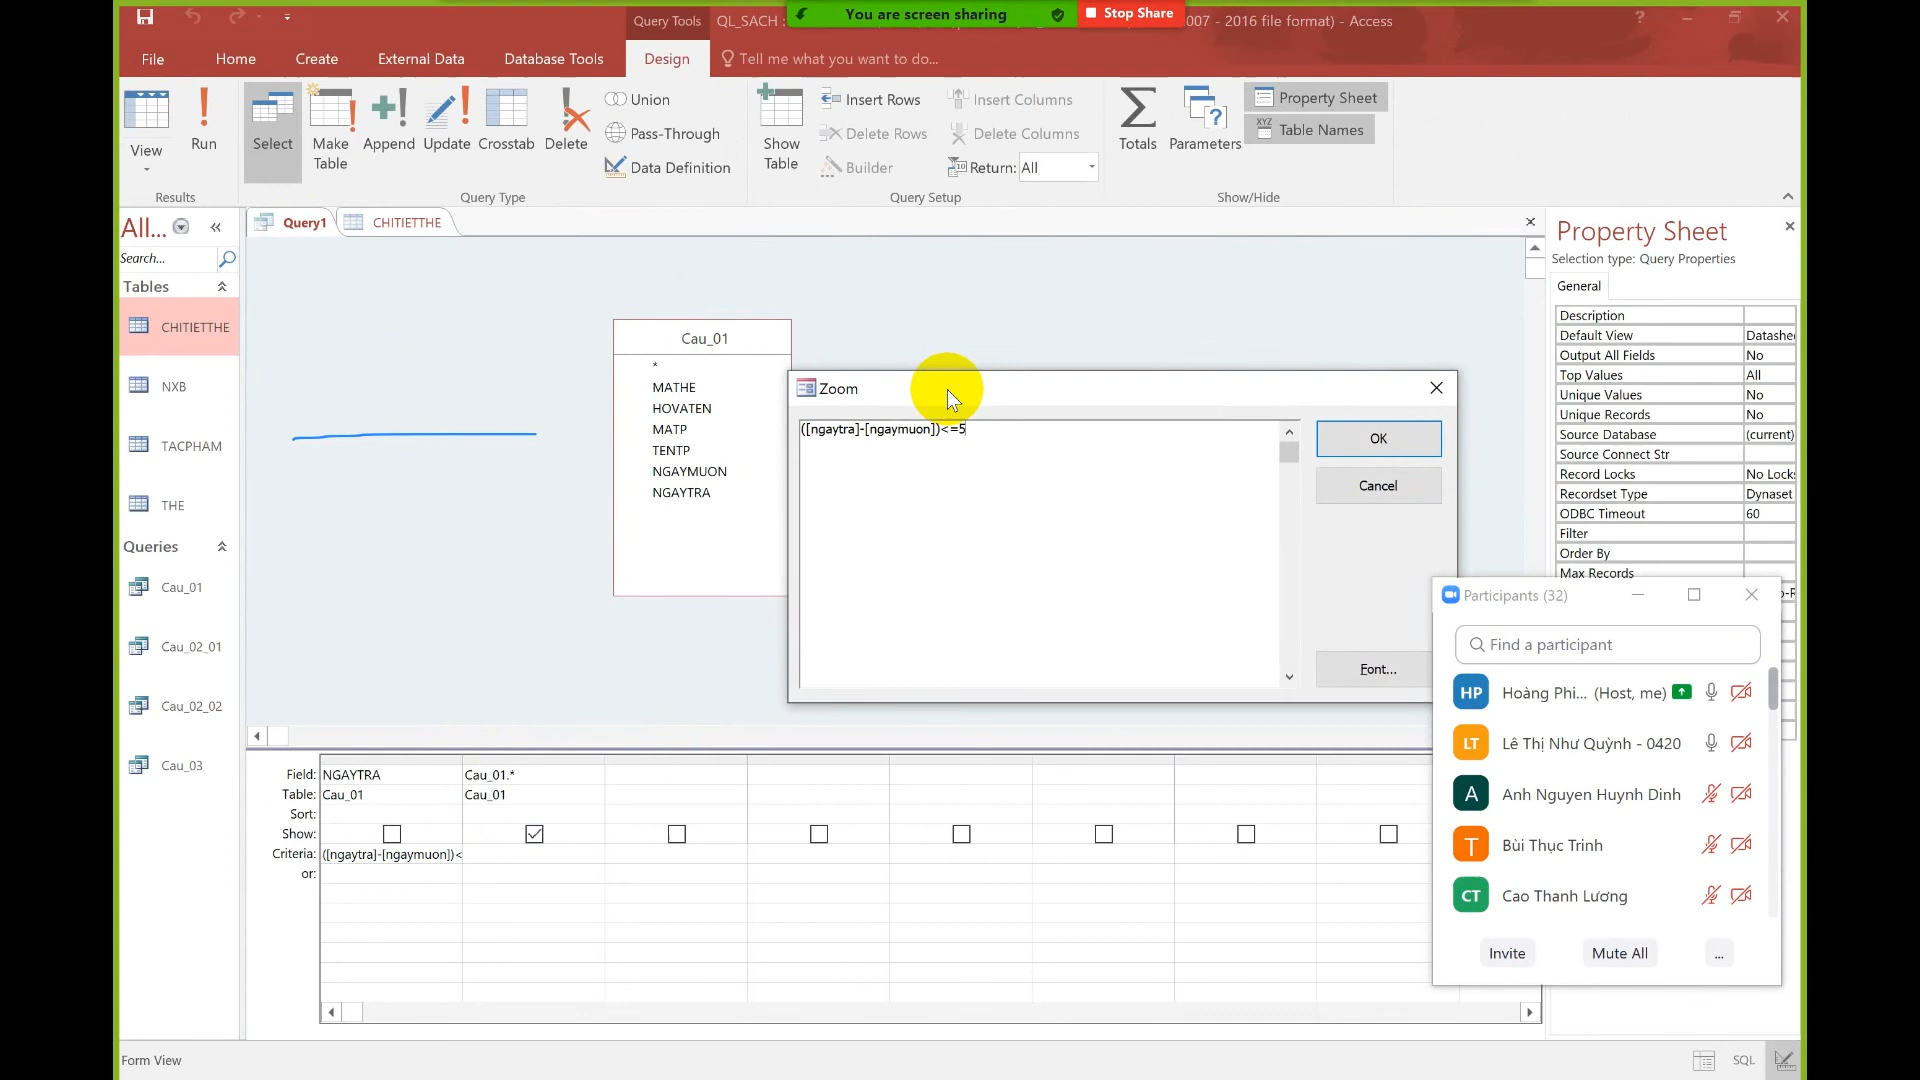 You are screen sharing
Stop Share
Query Tools
QL_SACH :
007 - 2016 file format) - Access
File
Home
Create
External Data
Database Tools
Design
Tell me what you want to do...
View
Run
Select
Make Table
Append
Update
Crosstab
Delete
Union
Pass-Through
Data Definition
Show Table
Insert Rows
Delete Rows
Builder
Insert Columns
Delete Columns
Return: All
Totals
Parameters
Property Sheet
XYZ Table Names
Results
Query Type
Query Setup
Show/Hide
All...
Search...
Tables
CHITIETTHE
NXB
TACPHAM
THE
Queries
Cau_01
Cau_02_01
Cau_02_02
Cau_03
Query1
CHITIETTHE
Cau_01
*
MATHE
HOVATEN
MATP
TENTP
NGAYMUON
NGAYTRA
Zoom
([ngaytra]-[ngaymuon])<=5
OK
Cancel
Font...
Field: NGAYTRA Cau_01.*
Table: Cau_01 Cau_01
Sort:
Show:
Criteria: ([ngaytra]-[ngaymuon])<
or:
Property Sheet
Selection type: Query Properties
General
Description
Default View Datashe
Output All Fields No
Top Values All
Unique Values No
Unique Records No
Source Database (current)
Source Connect Str
Record Locks No Locks
Recordset Type Dynaset
ODBC Timeout 60
Filter
Order By
Max Records
Participants (32)
Find a participant
HP Hoàng Phi... (Host, me)
LT Lê Thị Như Quỳnh - 0420
A Anh Nguyen Huynh Dinh
T Bùi Thục Trinh
CT Cao Thanh Lương
Invite
Mute All
...
Form View
SQL